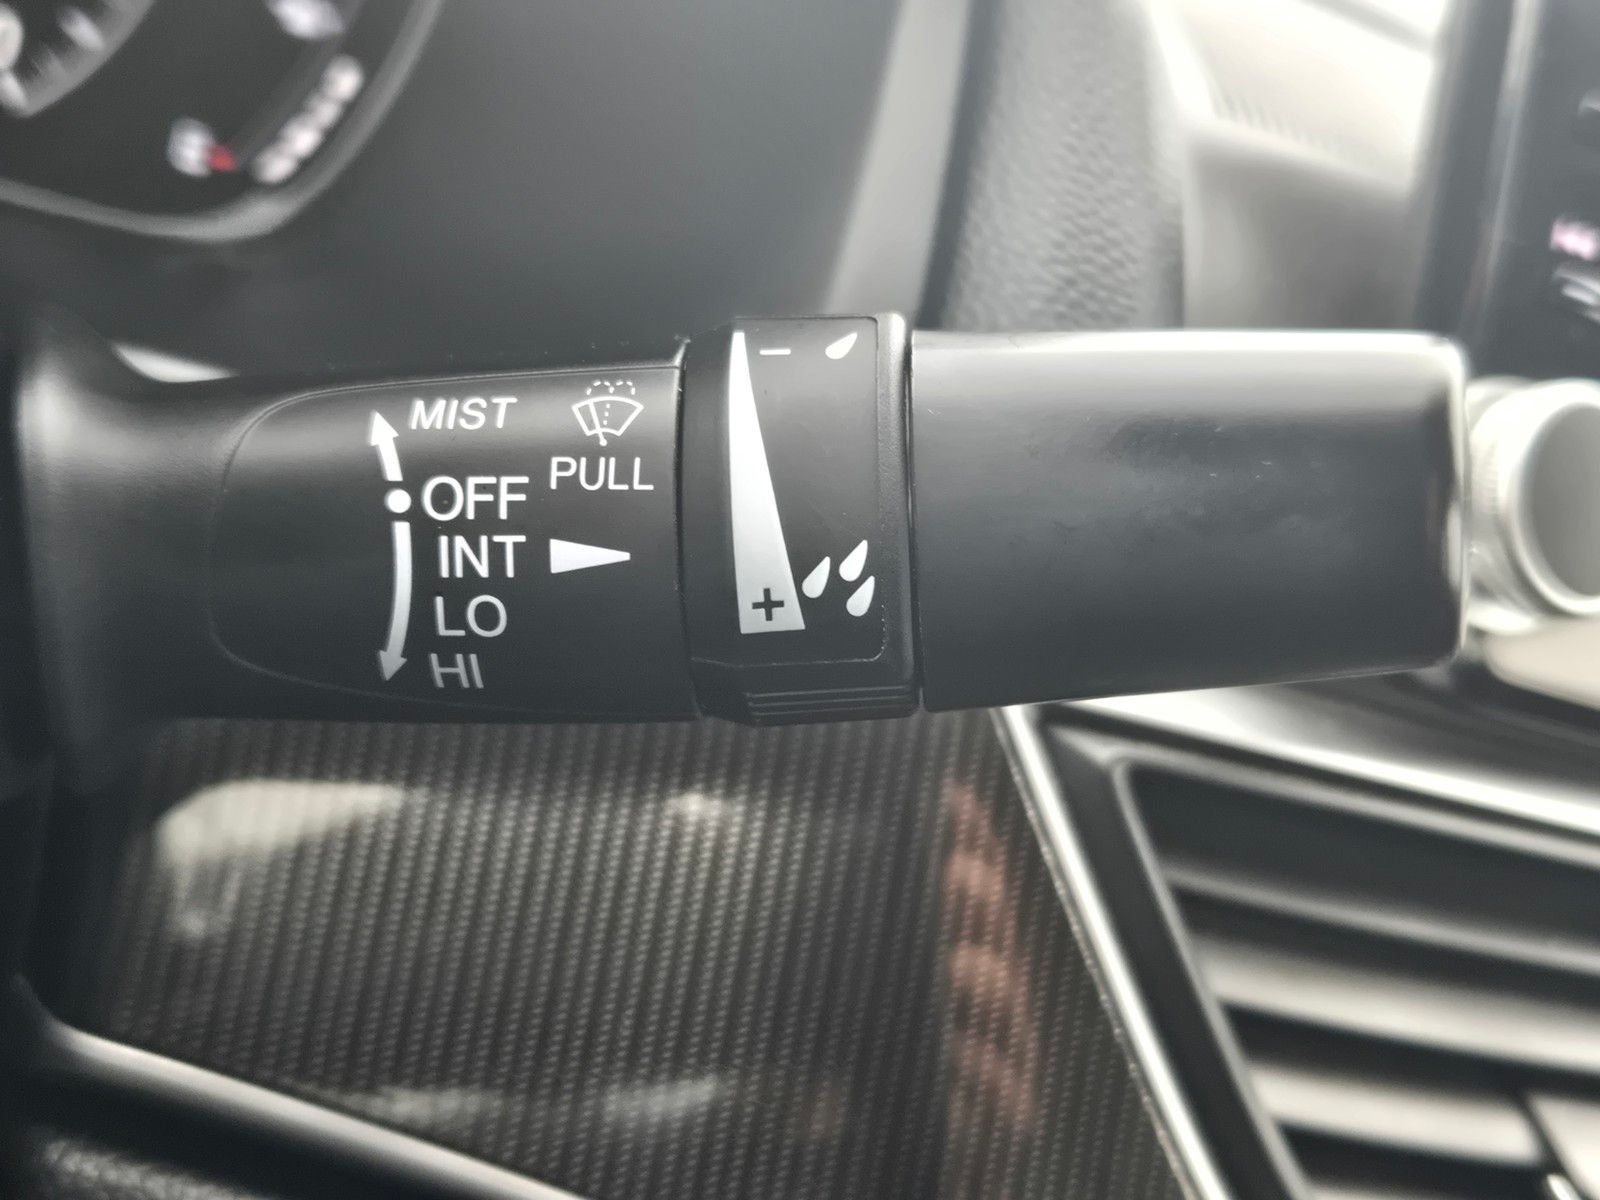 MIST
PULL
OFF
INT
LO
HI
−
+